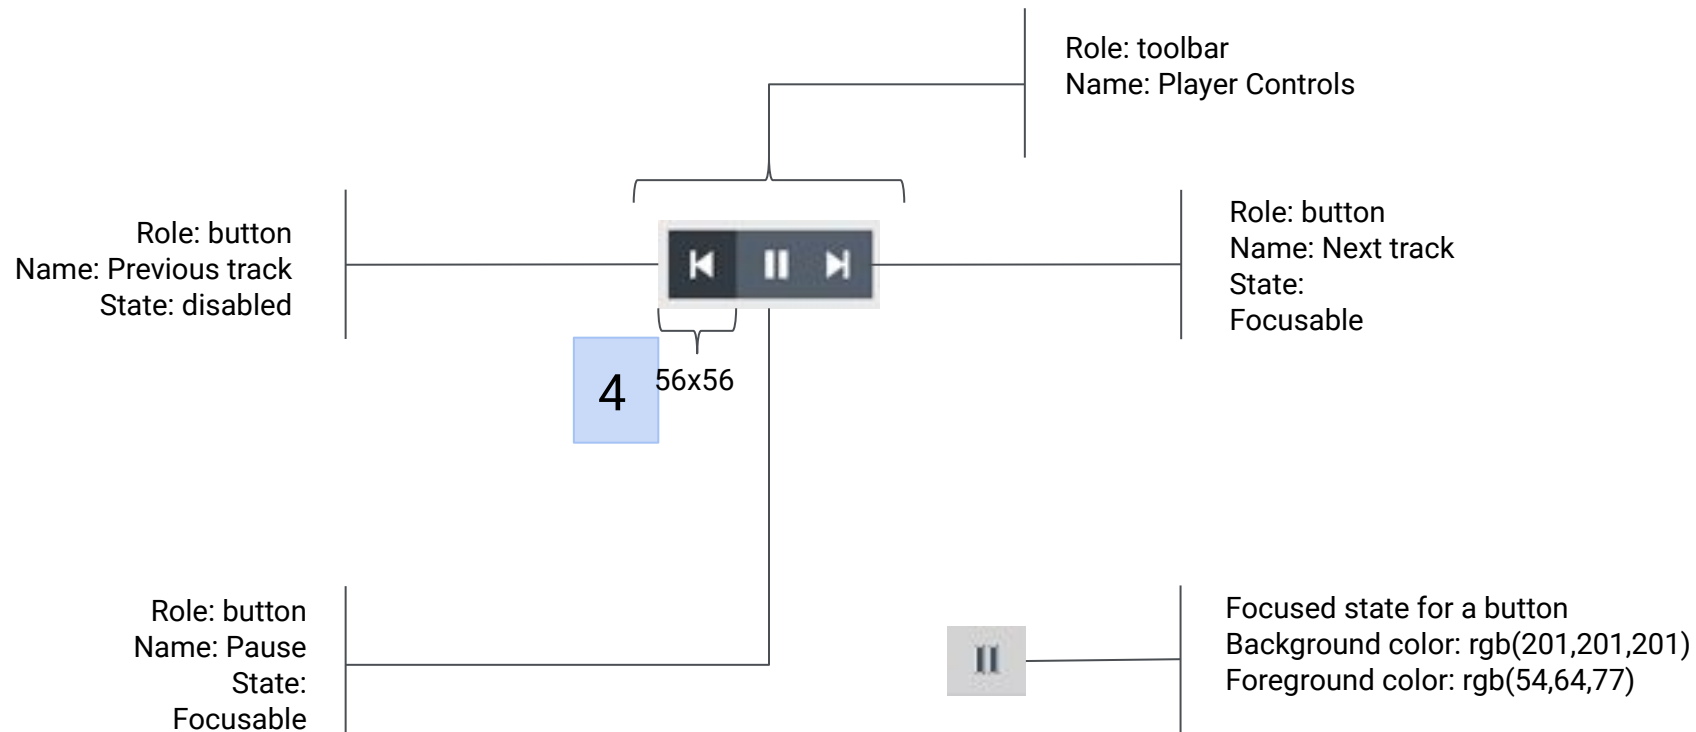 Role: toolbar
Name: Player Controls
Role: button
Name: Previous track
State: disabled
Role: button
Name: Next track
State:
Focusable
4
56x56
Role: button
Name: Pause
State:
Focusable
Focused state for a button
Background color: rgb(201,201,201)
Foreground color: rgb(54,64,77)